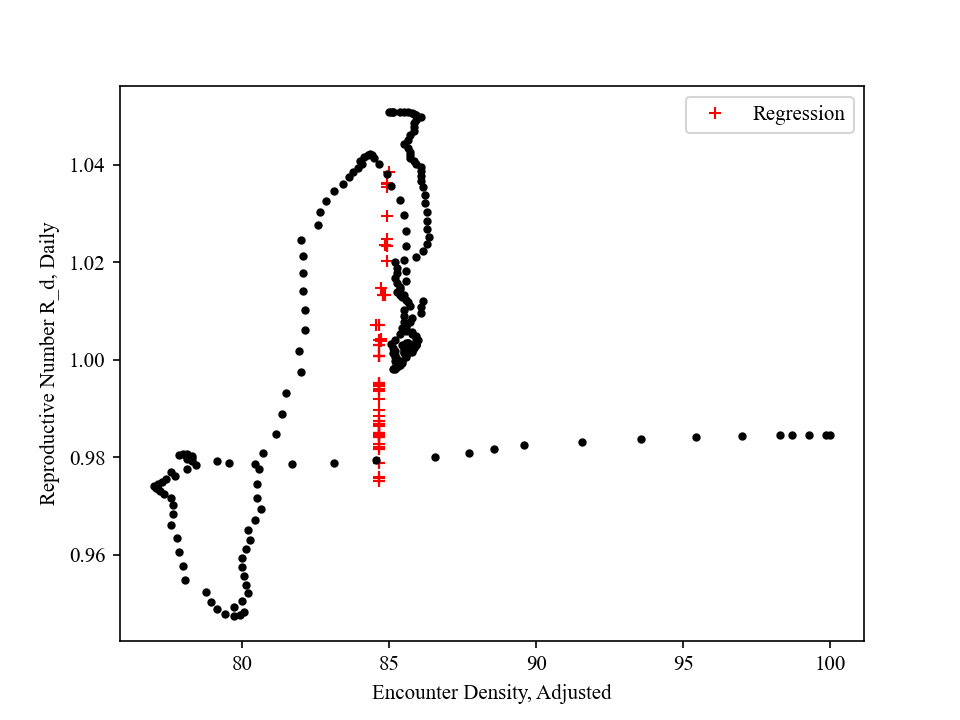 Regression
1.04
1.02
1.00
0.98
0.96
Reproductive Number R_d, Daily
80 85 90 95 100
Encounter Density, Adjusted